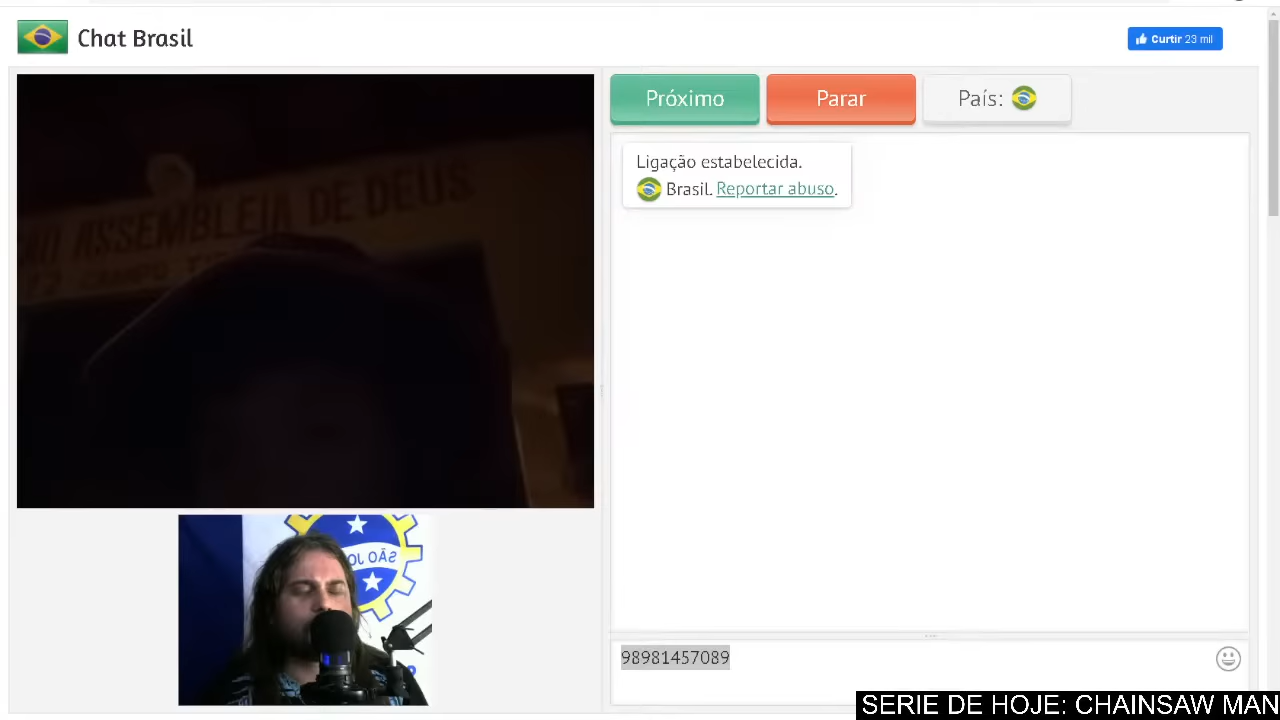 Chat Brasil
Curtir 23 mil
Próximo
Parar
País:
Ligação estabelecida.
Brasil. Reportar abuso.
ASSEMBLEIA DE DEUS
98981457089
SERIE DE HOJE: CHAINSAW MAN